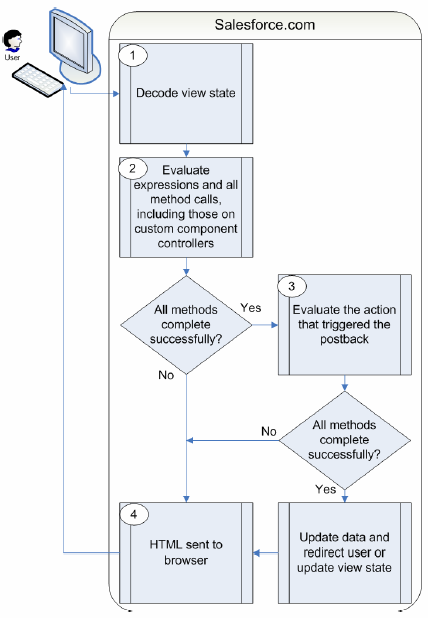 Salesforce.com
User
1
Decode view state
2
Evaluate
expressions and all
method calls,
including those on
custom component
controllers
All methods
complete
successfully?
Yes
No
3
Evaluate the action
that triggered the
postback
All methods
complete
successfully?
No
Yes
4
HTML sent to
browser
Update data and
redirect user or
update view state